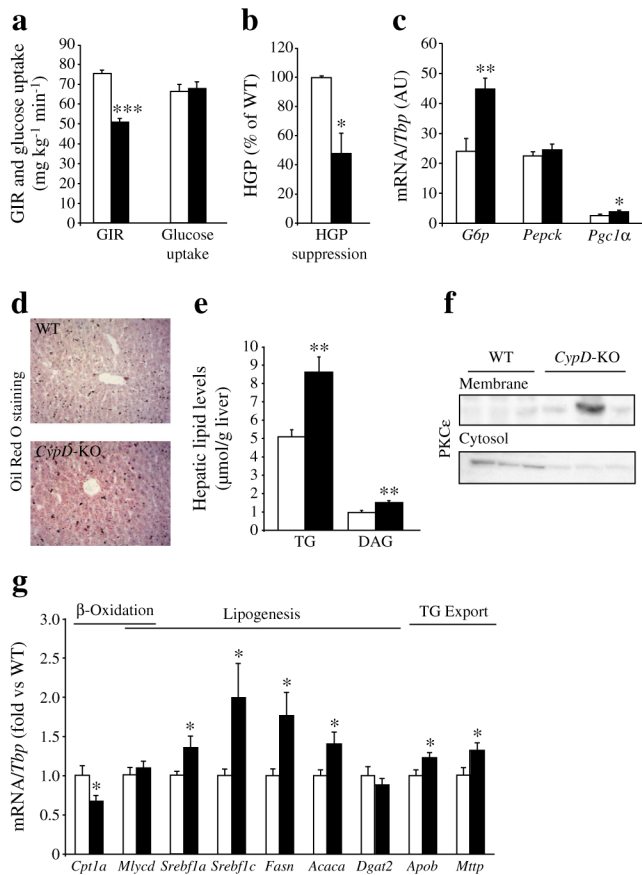 a
GIR and glucose uptake
(mg kg⁻¹ min⁻¹)
90
80
70
60
50
40
30
20
10
0
***
GIR
Glucose
uptake
b
HGP (% of WT)
120
100
80
60
40
20
0
*
HGP
suppression
c
mRNA/Tbp (AU)
60
50
40
30
20
10
0
**
*
G6p
Pepck
Pgc1α
d
Oil Red O staining
WT
CypD-KO
e
Hepatic lipid levels
(μmol/g liver)
10
9
8
7
6
5
4
3
2
1
0
**
**
TG
DAG
f
WT
CypD-KO
PKCε
Membrane
Cytosol
g
β-Oxidation
Lipogenesis
TG Export
mRNA/Tbp (fold vs WT)
3.0
2.5
2.0
1.5
1.0
0.5
0.0
*
*
*
*
*
*
*
Cpt1a
Mlycd
Srebf1a
Srebf1c
Fasn
Acaca
Dgat2
Apob
Mttp